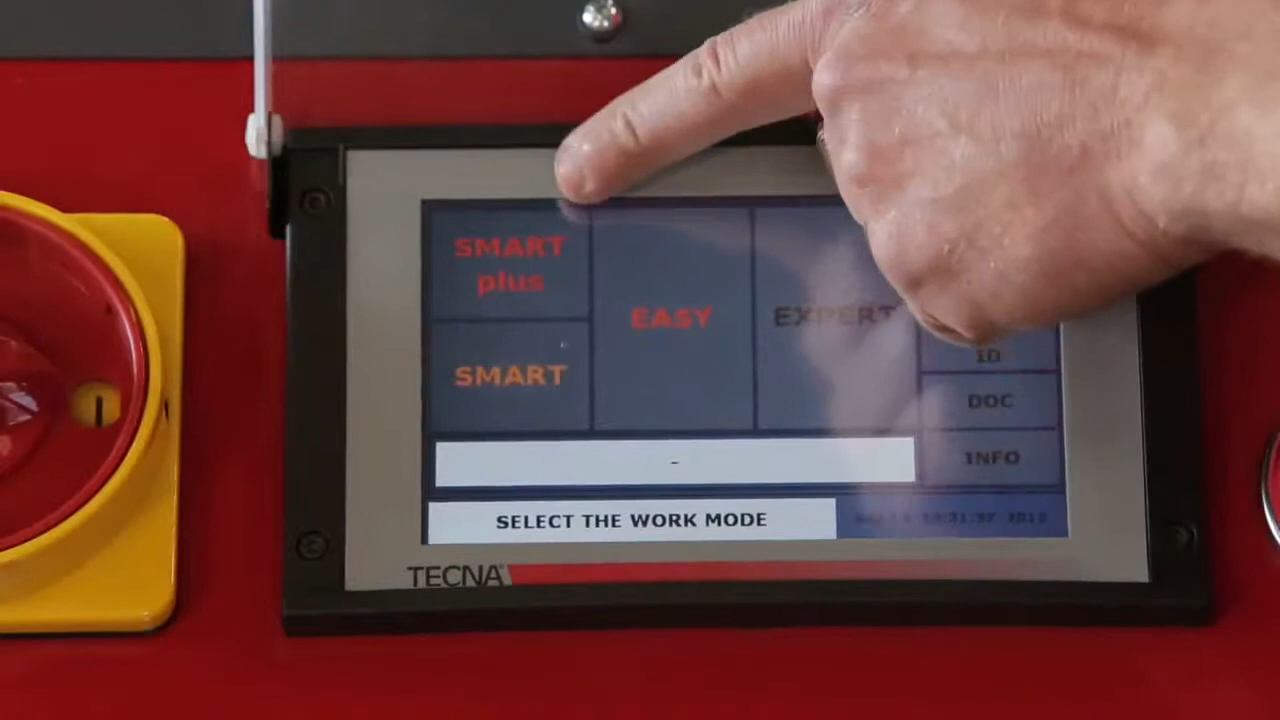 SMART
plus
EASY
EXPERT
SMART
ID
DOC
INFO
-
SELECT THE WORK MODE
TECNA